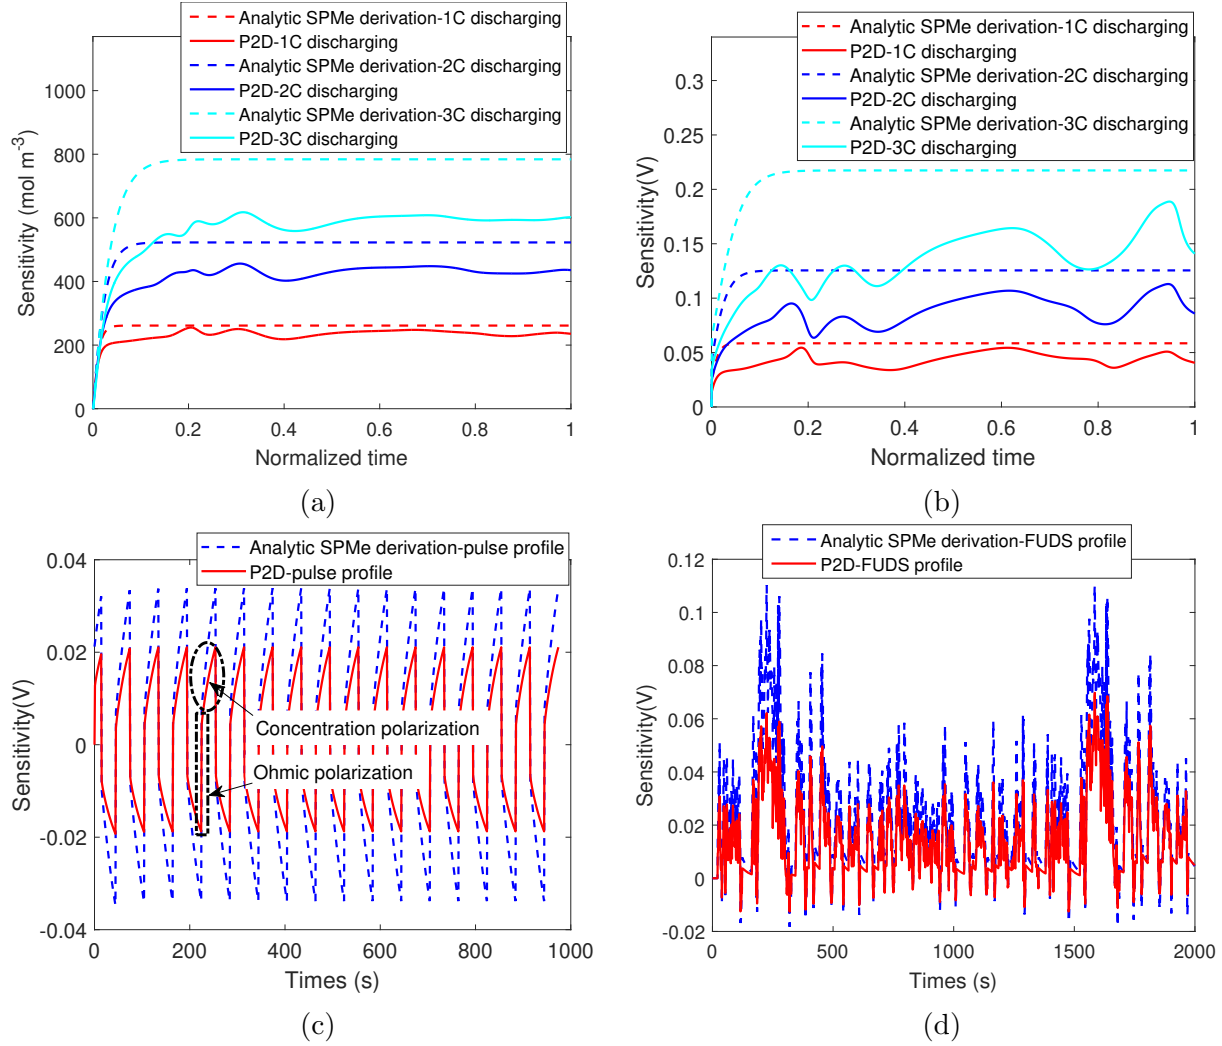 Analytic SPMe derivation-1C discharging
P2D-1C discharging
Analytic SPMe derivation-2C discharging
P2D-2C discharging
Analytic SPMe derivation-3C discharging
P2D-3C discharging
Sensitivity (mol m-3)
1000
800
600
400
200
0
0 0.2 0.4 0.6 0.8 1
Normalized time
(a)
Analytic SPMe derivation-1C discharging
P2D-1C discharging
Analytic SPMe derivation-2C discharging
P2D-2C discharging
Analytic SPMe derivation-3C discharging
P2D-3C discharging
Sensitivity(V)
0.3
0.25
0.2
0.15
0.1
0.05
0
0 0.2 0.4 0.6 0.8 1
Normalized time
(b)
Analytic SPMe derivation-pulse profile
P2D-pulse profile
Sensitivity(V)
0.04
0.02
0
-0.02
-0.04
Concentration polarization
Ohmic polarization
0 200 400 600 800 1000
Times (s)
(c)
Analytic SPMe derivation-FUDS profile
P2D-FUDS profile
Sensitivity(V)
0.12
0.1
0.08
0.06
0.04
0.02
0
-0.02
0 500 1000 1500 2000
Times (s)
(d)